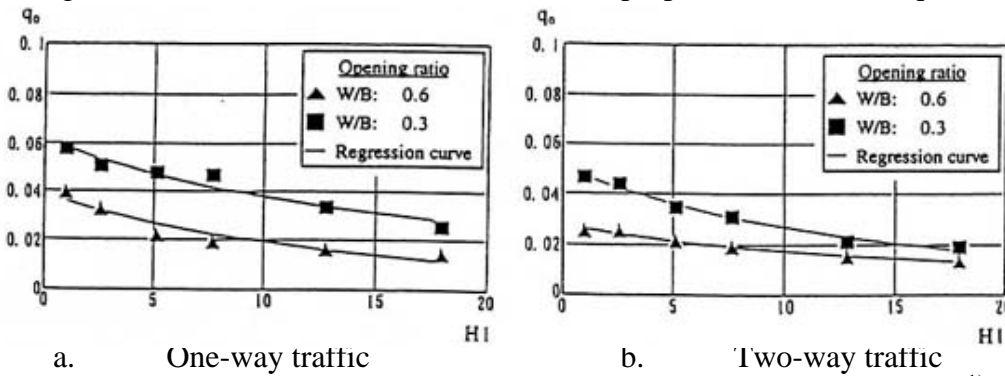 q₀
0.1
0.08
0.06
0.04
0.02
0
0 5 10 15 20
H I
Opening ratio
W/B: 0.6
W/B: 0.3
Regression curve
a. One-way traffic
q₀
0.1
0.08
0.06
0.04
0.02
0
0 5 10 15 20
H I
Opening ratio
W/B: 0.6
W/B: 0.3
Regression curve
b. Two-way traffic